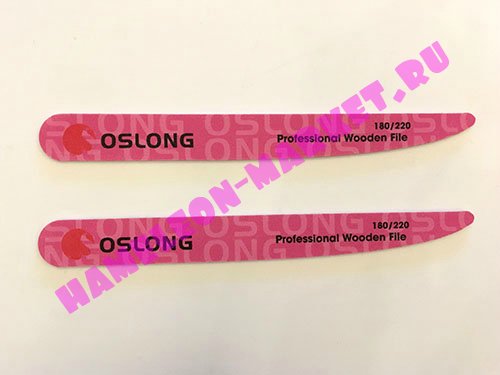 OSLONG
180/220
Professional Wooden File
OSLONG
180/220
Professional Wooden File
HAMILTON-MARKET.RU